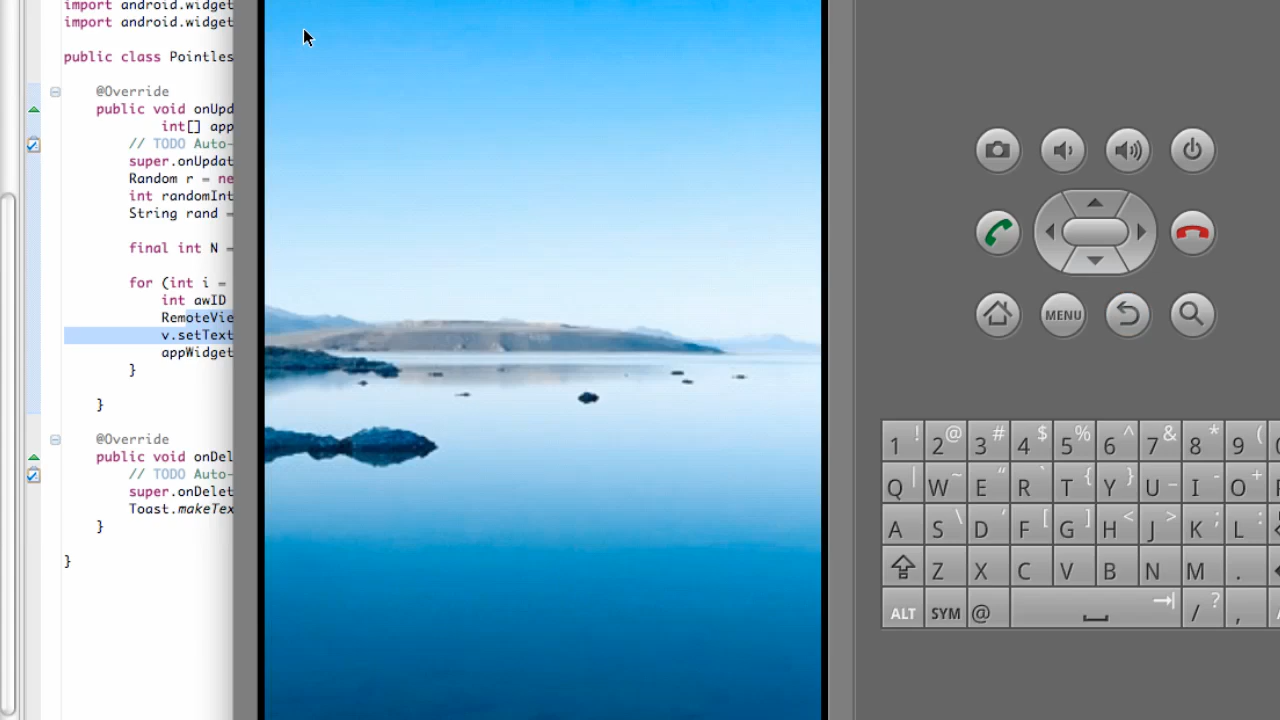 import android.widget
import android.widget
public class Pointles
@Override
public void onUpd
int[] app
// TODO Auto-
super.onUpdat
Random r = ne
int randomInt
String rand =
final int N =
for (int i =
int awID
RemoteVie
v.setText
appWidget
}
}
@Override
public void onDel
// TODO Auto-
super.onDelet
Toast.makeTex
}
}
MENU
1 ! 2 @ 3 # 4 $ 5 % 6 ^ 7 & 8 * 9 (
Q | W ~ E " R ` T { Y } U _ I - O +
A S \ D ' F [ G ] H < J > K ; L :
Z X C V B N M .
ALT SYM @ / ? ,